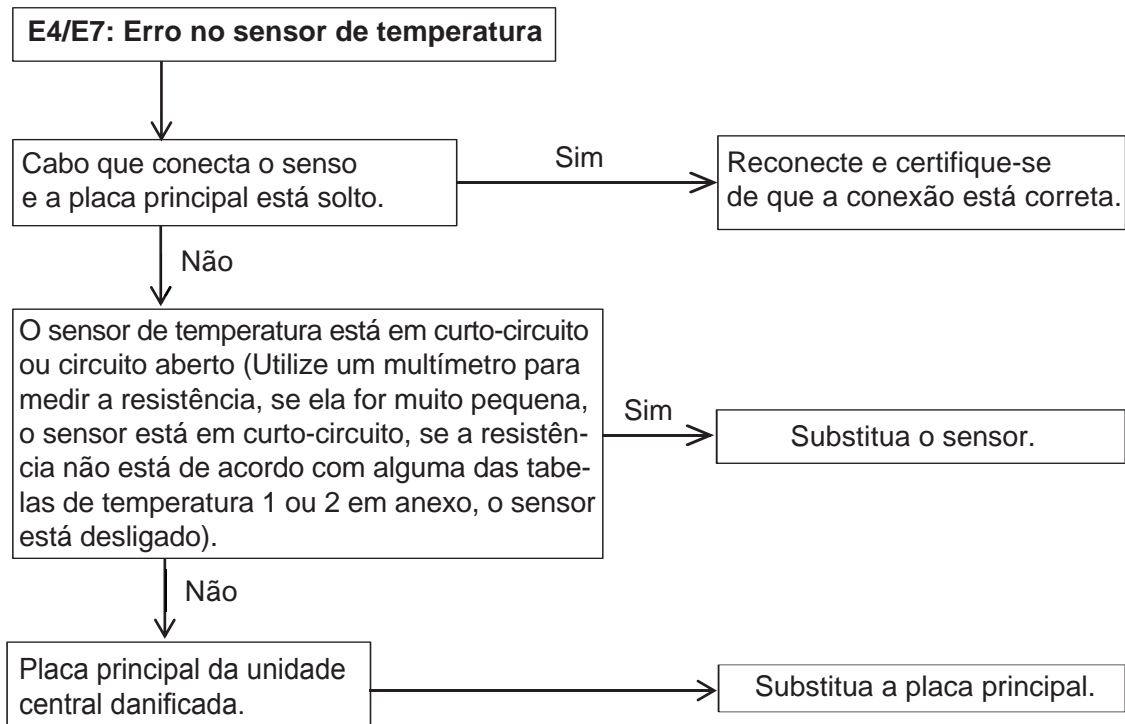 E4/E7: Erro no sensor de temperatura
Cabo que conecta o senso
e a placa principal está solto.
Sim
Reconecte e certifique-se
de que a conexão está correta.
Não
O sensor de temperatura está em curto-circuito
ou circuito aberto (Utilize um multímetro para
medir a resistência, se ela for muito pequena,
o sensor está em curto-circuito, se a resistên-
cia não está de acordo com alguma das tabe-
las de temperatura 1 ou 2 em anexo, o sensor
está desligado).
Sim
Substitua o sensor.
Não
Placa principal da unidade
central danificada.
Substitua a placa principal.